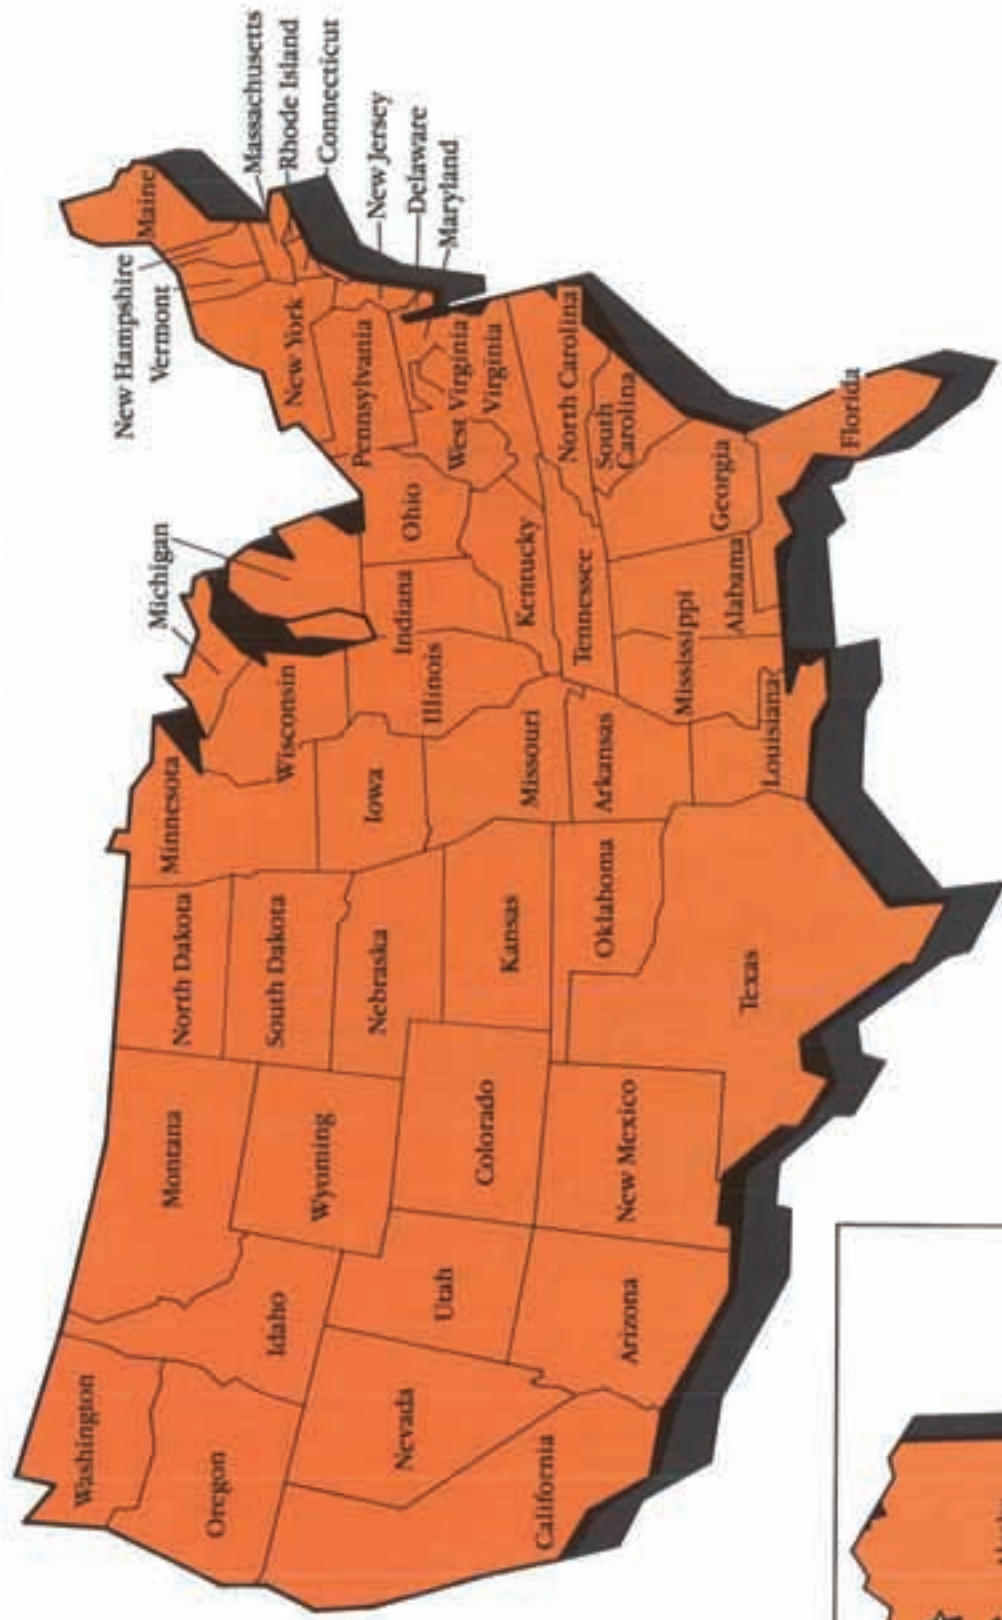 Washington
Oregon
California
Nevada
Idaho
Montana
Wyoming
Utah
Arizona
Colorado
New Mexico
North Dakota
South Dakota
Nebraska
Kansas
Oklahoma
Texas
Minnesota
Iowa
Missouri
Arkansas
Louisiana
Wisconsin
Illinois
Michigan
Indiana
Ohio
Kentucky
Tennessee
Mississippi
Alabama
Georgia
Florida
South
Carolina
North Carolina
Virginia
West Virginia
Pennsylvania
New York
Vermont
New Hampshire
Maine
Massachusetts
Rhode Island
Connecticut
New Jersey
Delaware
Maryland